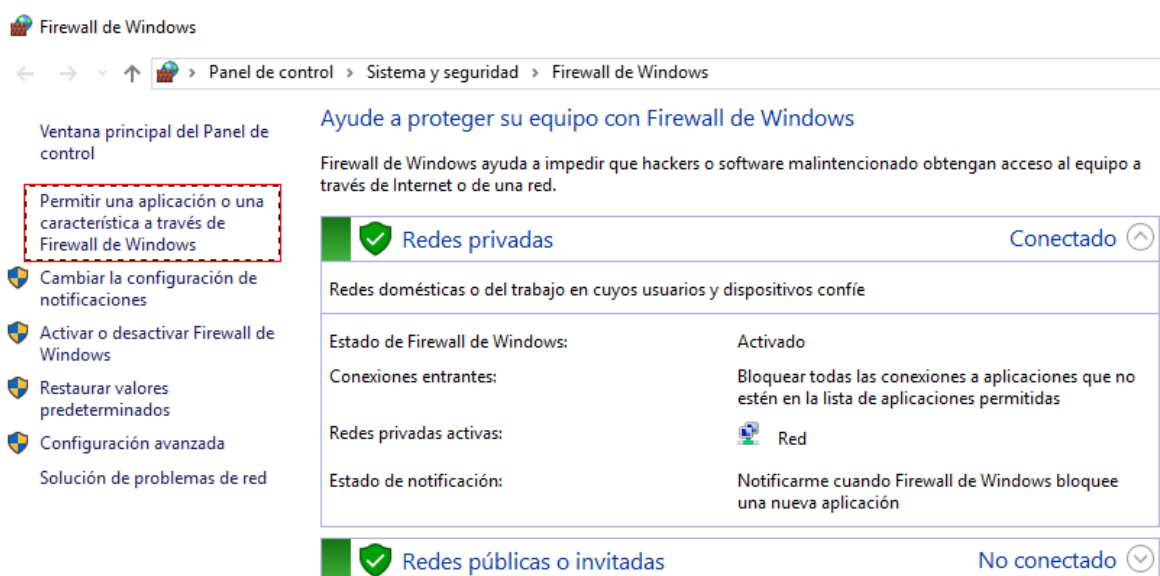 Firewall de Windows
Panel de control > Sistema y seguridad > Firewall de Windows
Ventana principal del Panel de
control
Permitir una aplicación o una
característica a través de
Firewall de Windows
Cambiar la configuración de
notificaciones
Activar o desactivar Firewall de
Windows
Restaurar valores
predeterminados
Configuración avanzada
Solución de problemas de red
Ayude a proteger su equipo con Firewall de Windows
Firewall de Windows ayuda a impedir que hackers o software malintencionado obtengan acceso al equipo a
través de Internet o de una red.
Redes privadas Conectado
Redes domésticas o del trabajo en cuyos usuarios y dispositivos confíe
Estado de Firewall de Windows: Activado
Conexiones entrantes: Bloquear todas las conexiones a aplicaciones que no
estén en la lista de aplicaciones permitidas
Redes privadas activas: Red
Estado de notificación: Notificarme cuando Firewall de Windows bloquee
una nueva aplicación
Redes públicas o invitadas No conectado